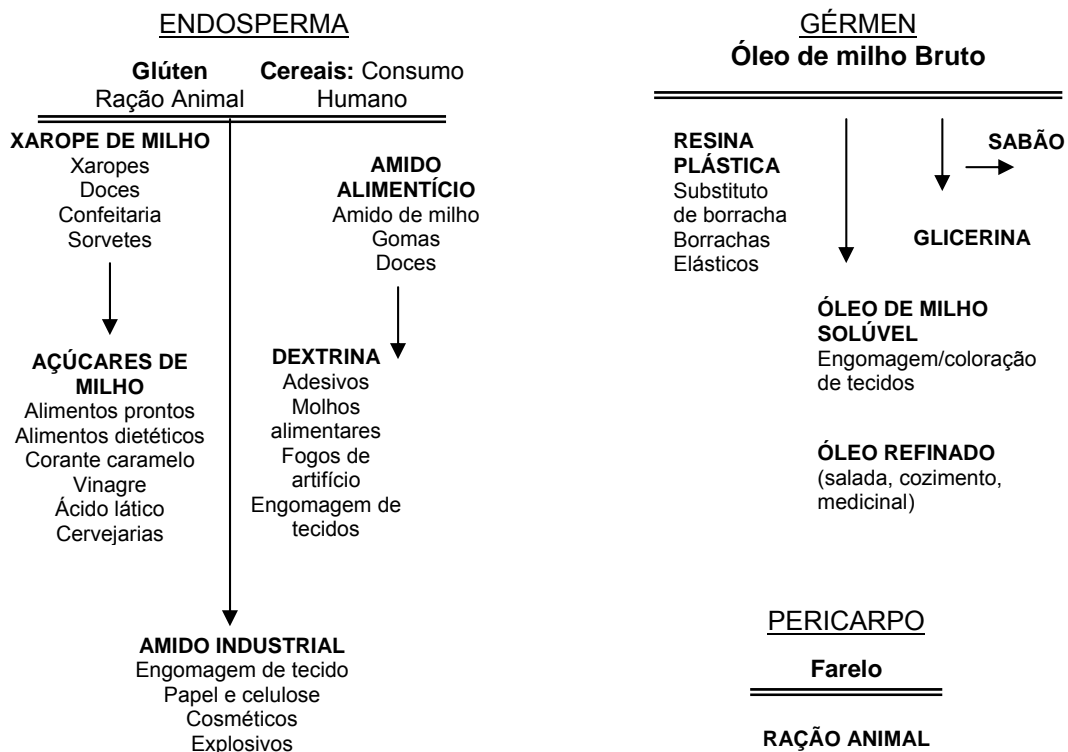 ENDOSPERMA
Glúten
Ração Animal
Cereais: Consumo
Humano
XAROPE DE MILHO
Xaropes
Doces
Confeitaria
Sorvetes
AMIDO
ALIMENTÍCIO
Amido de milho
Gomas
Doces
AÇÚCARES DE
MILHO
Alimentos prontos
Alimentos dietéticos
Corante caramelo
Vinagre
Ácido lático
Cervejarias
DEXTRINA
Adesivos
Molhos
alimentares
Fogos de
artifício
Engomagem de
tecidos
AMIDO INDUSTRIAL
Engomagem de tecido
Papel e celulose
Cosméticos
Explosivos
GÉRMEN
Óleo de milho Bruto
RESINA
PLÁSTICA
Substituto
de borracha
Borrachas
Elásticos
SABÃO
GLICERINA
ÓLEO DE MILHO
SOLÚVEL
Engomagem/coloração
de tecidos
ÓLEO REFINADO
(salada, cozimento,
medicinal)
PERICARPO
Farelo
RAÇÃO ANIMAL